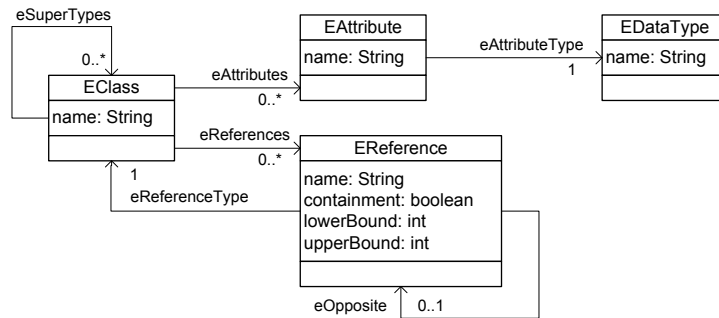 eSuperTypes
0..*
EClass
name: String
eAttributes
0..*
EAttribute
name: String
eAttributeType
1
EDataType
name: String
eReferences
0..*
1
eReferenceType
EReference
name: String
containment: boolean
lowerBound: int
upperBound: int
eOpposite
0..1